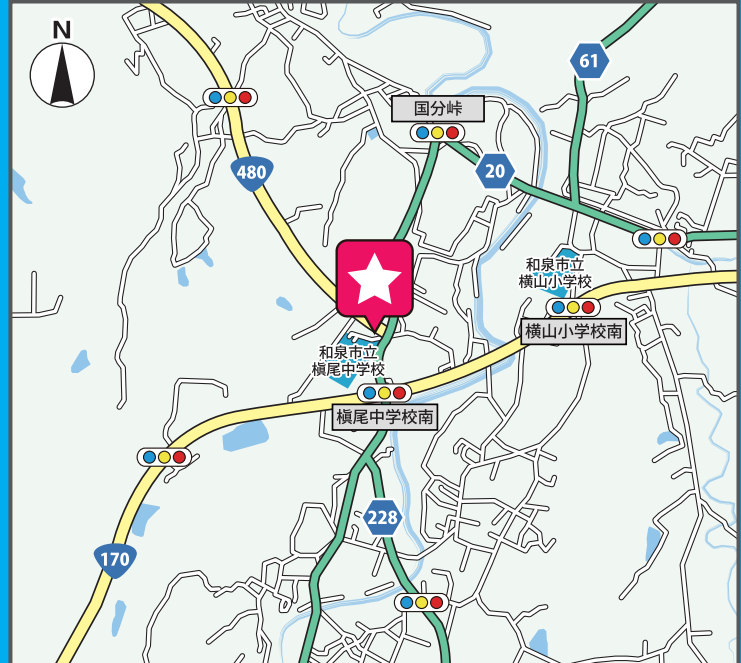 N
61
国分峠
20
480
和泉市立
横山小学校
横山小学校南
和泉市立
槇尾中学校
槇尾中学校南
228
170